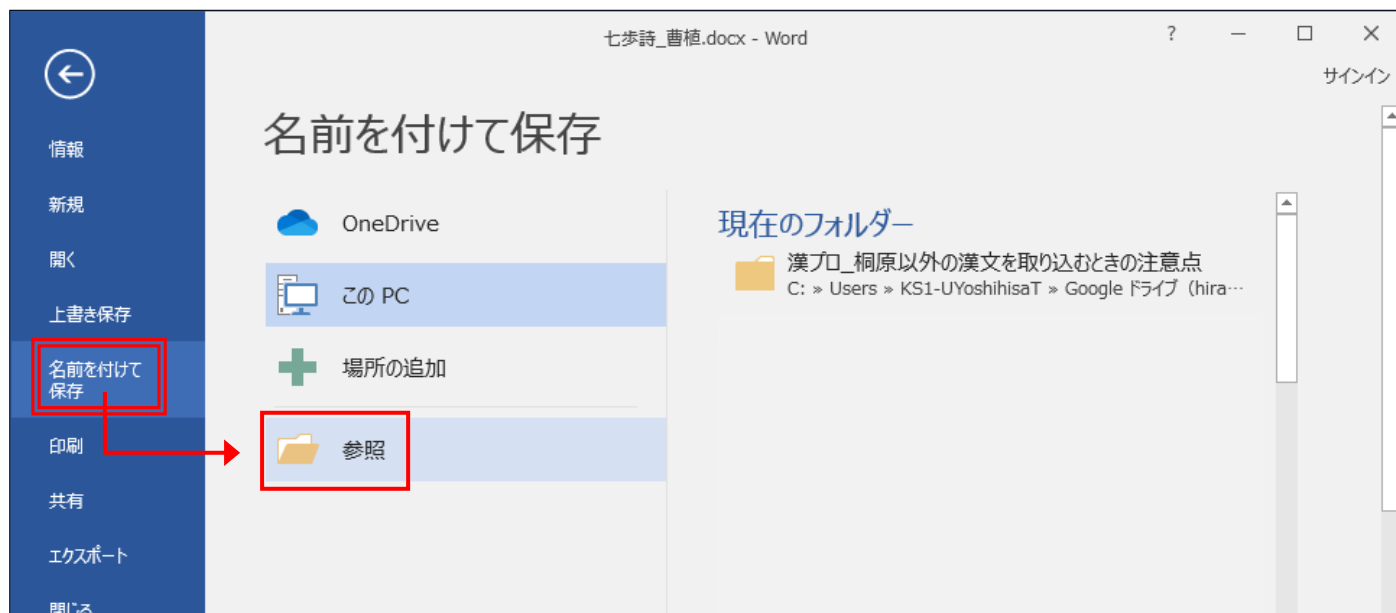 七歩詩_曹植.docx - Word
?
サインイン
名前を付けて保存
情報
新規
開く
上書き保存
名前を付けて
保存
印刷
共有
エクスポート
閉じる
OneDrive
この PC
場所の追加
参照
現在のフォルダー
漢プロ_桐原以外の漢文を取り込むときの注意点
C: » Users » KS1-UYoshihisaT » Google ドライブ (hira…